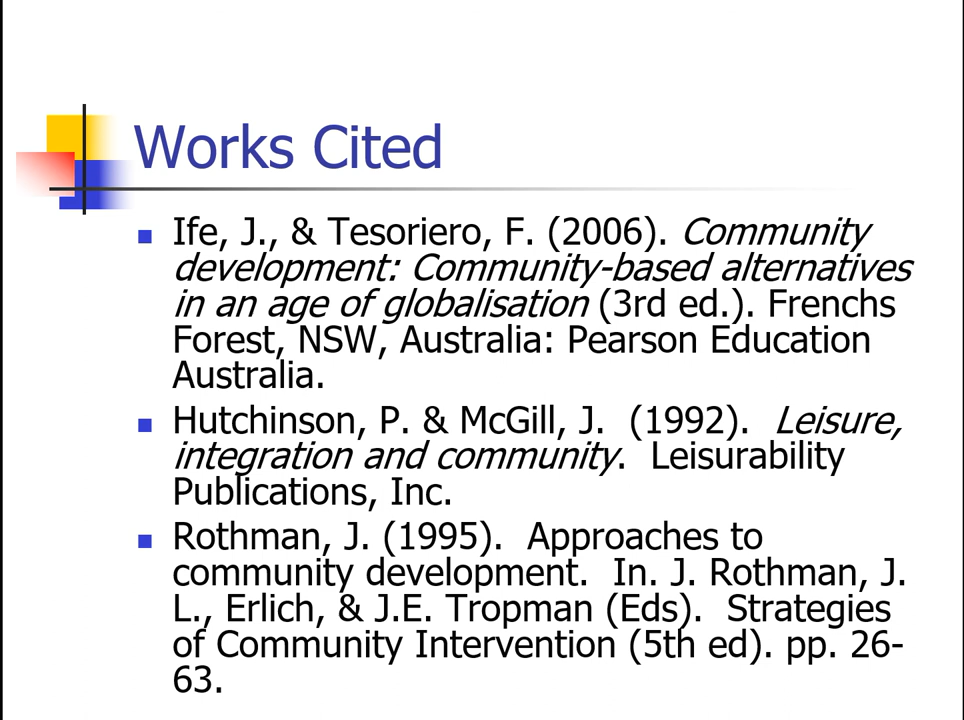 Works Cited
Ife, J., & Tesoriero, F. (2006). Community
development: Community-based alternatives
in an age of globalisation (3rd ed.). Frenchs
Forest, NSW, Australia: Pearson Education
Australia.
Hutchinson, P. & McGill, J.  (1992).  Leisure,
integration and community.  Leisurability
Publications, Inc.
Rothman, J. (1995).  Approaches to
community development.  In. J. Rothman, J.
L., Erlich, & J.E. Tropman (Eds).  Strategies
of Community Intervention (5th ed). pp. 26-
63.